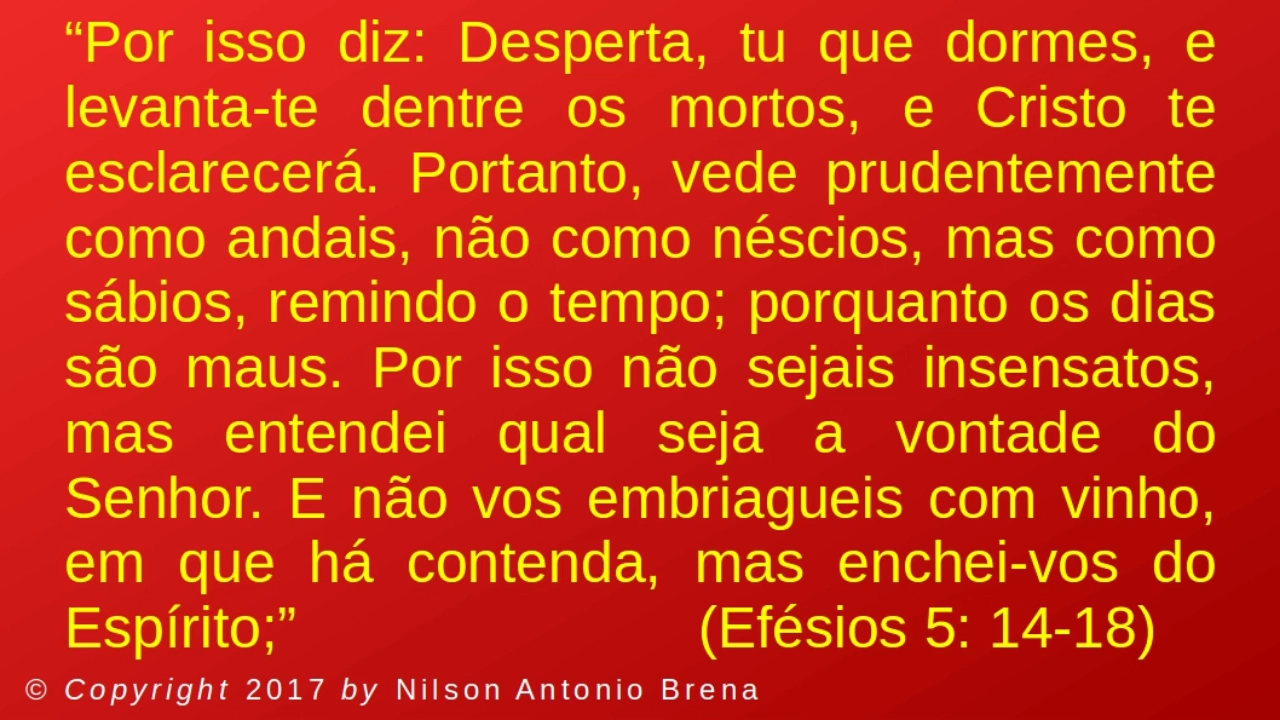 “Por isso diz: Desperta, tu que dormes, e
levanta-te dentre os mortos, e Cristo te
esclarecerá. Portanto, vede prudentemente
como andais, não como néscios, mas como
sábios, remindo o tempo; porquanto os dias
são maus. Por isso não sejais insensatos,
mas entendei qual seja a vontade do
Senhor. E não vos embriagueis com vinho,
em que há contenda, mas enchei-vos do
Espírito;” (Efésios 5: 14-18)
© Copyright 2017 by Nilson Antonio Brena